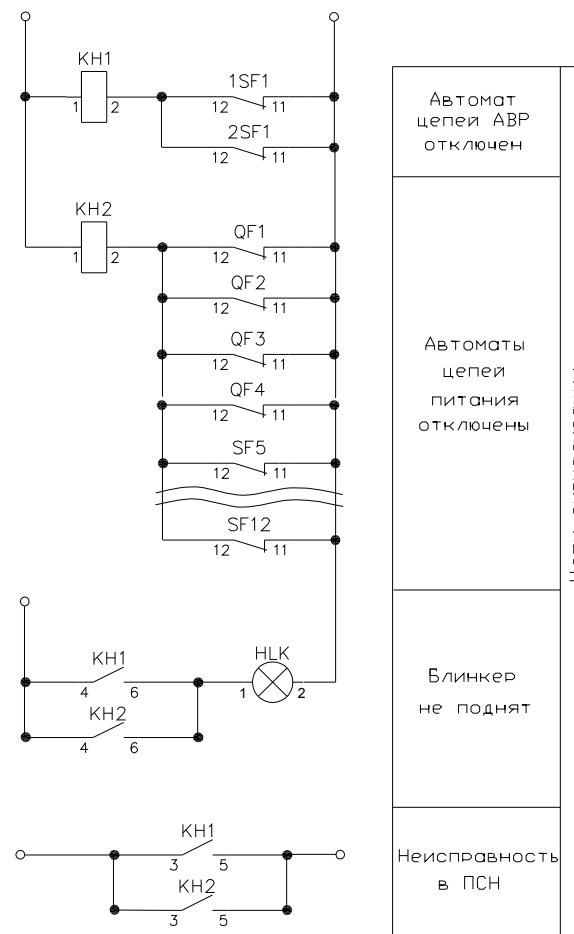 KH1
1 2
1SF1
12 11
2SF1
12 11
Автомат
цепей АВР
отключен
KH2
1 2
QF1
12 11
QF2
12 11
QF3
12 11
QF4
12 11
SF5
12 11
SF12
12 11
Автоматы
цепей
питания
отключены
KH1
4 6
KH2
4 6
HLK
1 2
Блинкер
не поднят
KH1
3 5
KH2
3 5
Неисправность
в ПСН